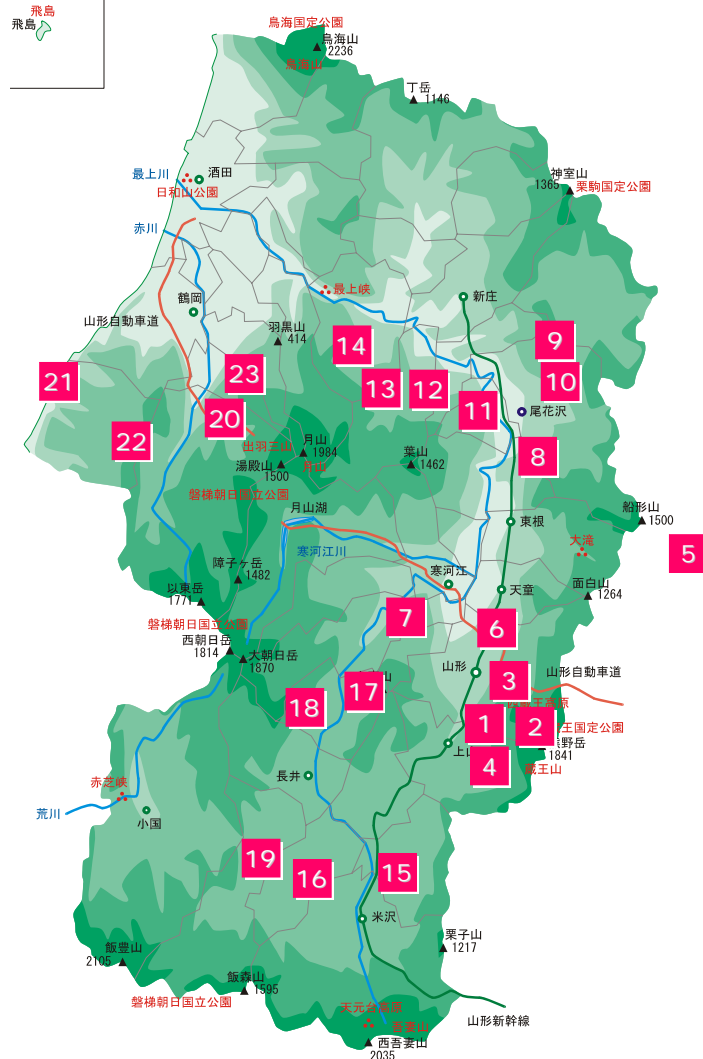 飛島
飛島
鳥海国定公園
鳥海山
2236
鳥海山
丁岳
1146
最上川
酒田
日和山公園
神室山
1365
栗駒国定公園
赤川
最上峡
新庄
鶴岡
山形自動車道
羽黒山
414
14
9
23
13
12
10
21
11
尾花沢
20
22
出羽三山
月山
1984
湯殿山
1500
月山
葉山
1462
8
磐梯朝日国立公園
月山湖
船形山
1500
東根
大滝
5
寒河江川
障子ヶ岳
1482
寒河江
以東岳
1771
天童
面白山
1264
7
6
磐梯朝日国立公園
西朝日岳
1814
大朝日岳
1870
山形
3
山形自動車道
17
18
1
2
王国定公園
上山
熊野岳
1841
4
蔵王山
赤芝峡
長井
荒川
小国
19
16
15
米沢
栗子山
1217
飯豊山
2105
飯森山
1595
磐梯朝日国立公園
天元台高原
吾妻山
山形新幹線
西吾妻山
2035